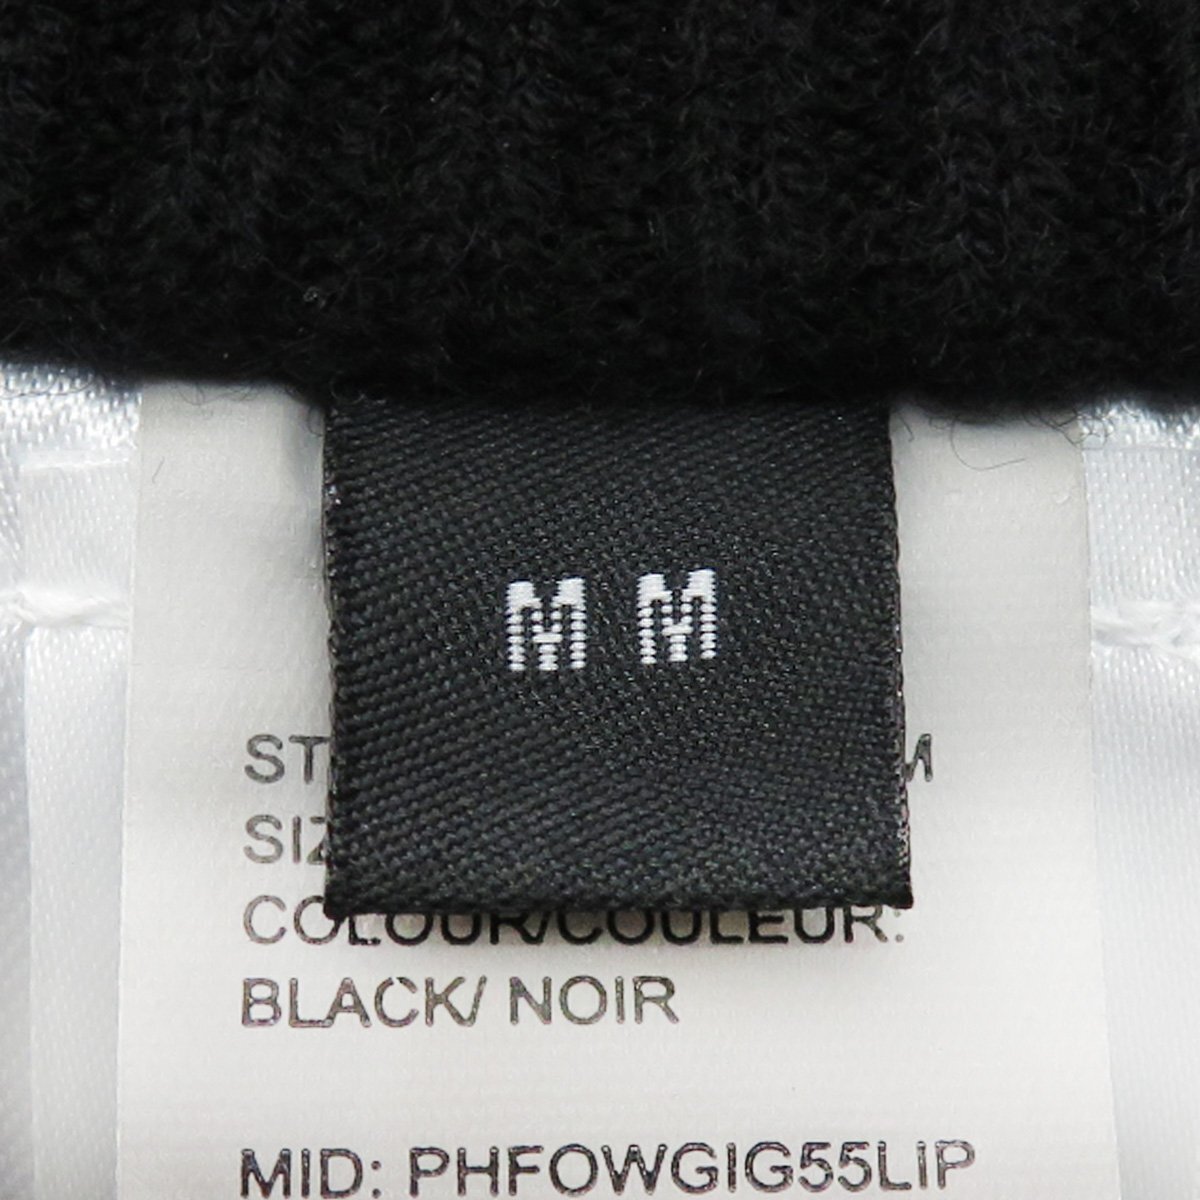 M M
COLOUR/COULEUR:
BLACK/ NOIR
MID: PHFOWGIG55LIP